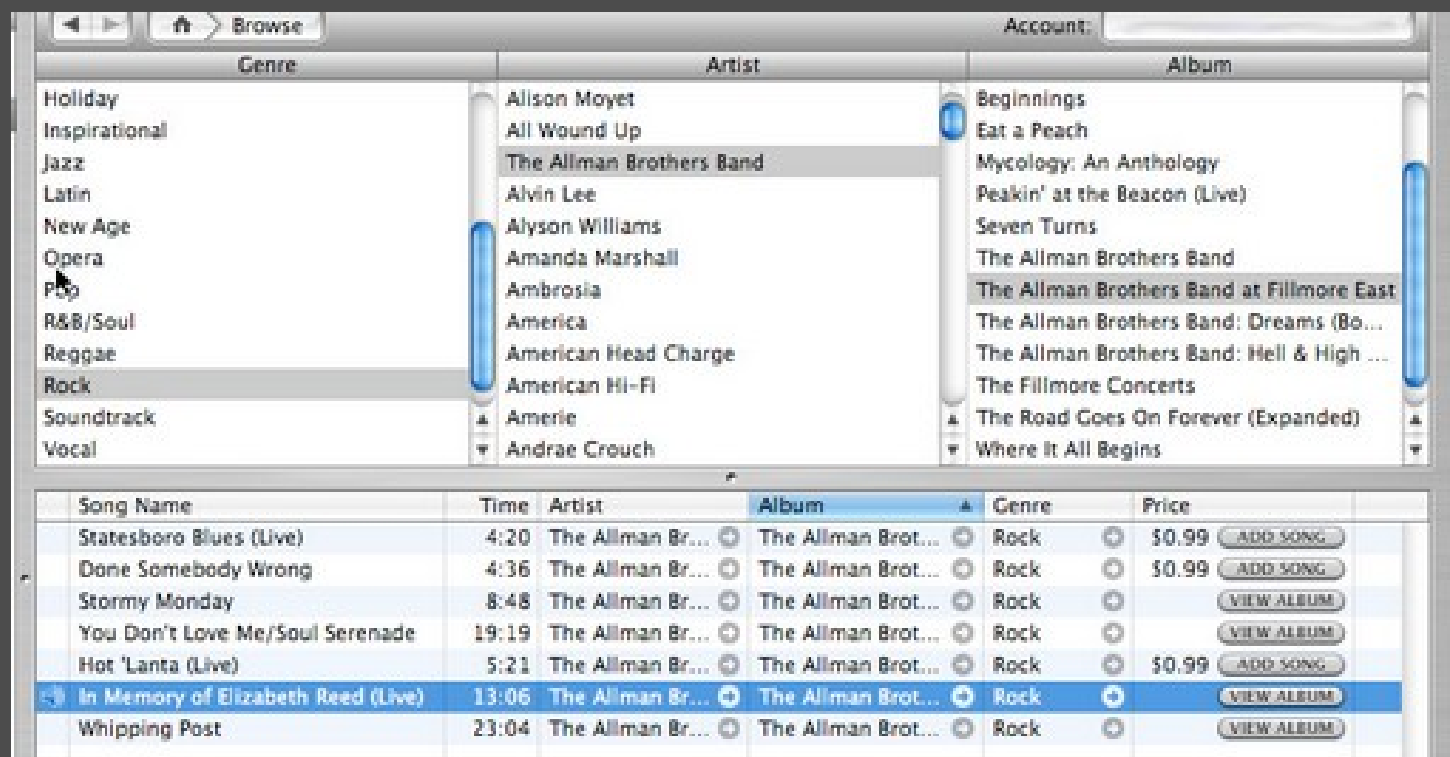 Browse Account:
Genre Artist Album
Holiday Alison Moyet Beginnings
Inspirational All Wound Up Eat a Peach
Jazz The Allman Brothers Band Mycology: An Anthology
Latin Alvin Lee Peakin' at the Beacon (Live)
New Age Alyson Williams Seven Turns
Opera Amanda Marshall The Allman Brothers Band
Pop Ambrosia The Allman Brothers Band at Fillmore East
R&B/Soul America The Allman Brothers Band: Dreams (Bo...
Reggae American Head Charge The Allman Brothers Band: Hell & High ...
Rock American Hi-Fi The Fillmore Concerts
Soundtrack Amerie The Road Goes On Forever (Expanded)
Vocal Andrae Crouch Where It All Begins
Song Name Time Artist Album Genre Price
Statesboro Blues (Live) 4:20 The Allman Br... The Allman Brot... Rock $0.99 ADD SONG
Done Somebody Wrong 4:36 The Allman Br... The Allman Brot... Rock $0.99 ADD SONG
Stormy Monday 8:48 The Allman Br... The Allman Brot... Rock VIEW ALBUM
You Don't Love Me/Soul Serenade 19:19 The Allman Br... The Allman Brot... Rock VIEW ALBUM
Hot 'Lanta (Live) 5:21 The Allman Br... The Allman Brot... Rock $0.99 ADD SONG
In Memory of Elizabeth Reed (Live) 13:06 The Allman Br... The Allman Brot... Rock VIEW ALBUM
Whipping Post 23:04 The Allman Br... The Allman Brot... Rock VIEW ALBUM